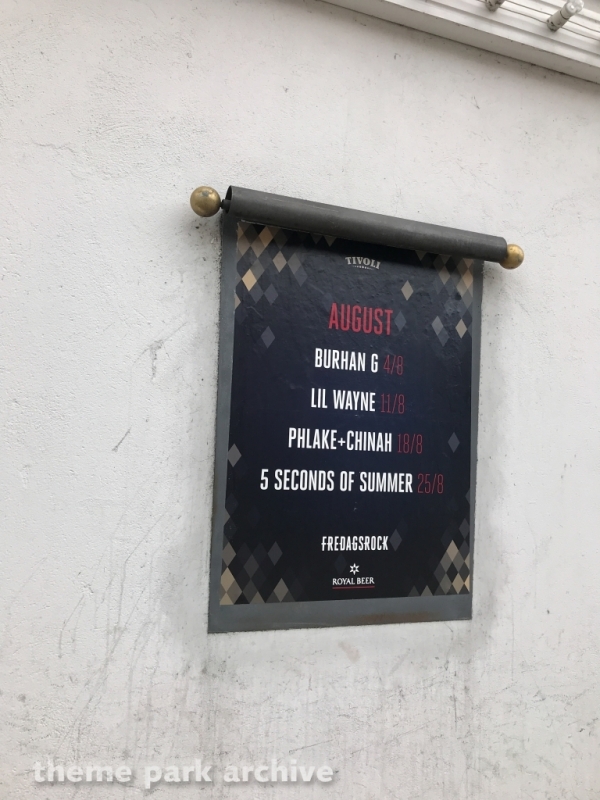 TIVOLI
AUGUST
BURHAN G 4/8
LIL WAYNE 11/8
PHLAKE+CHINAH 18/8
5 SECONDS OF SUMMER 25/8
FREDAGSROCK
ROYAL BEER
theme park archive